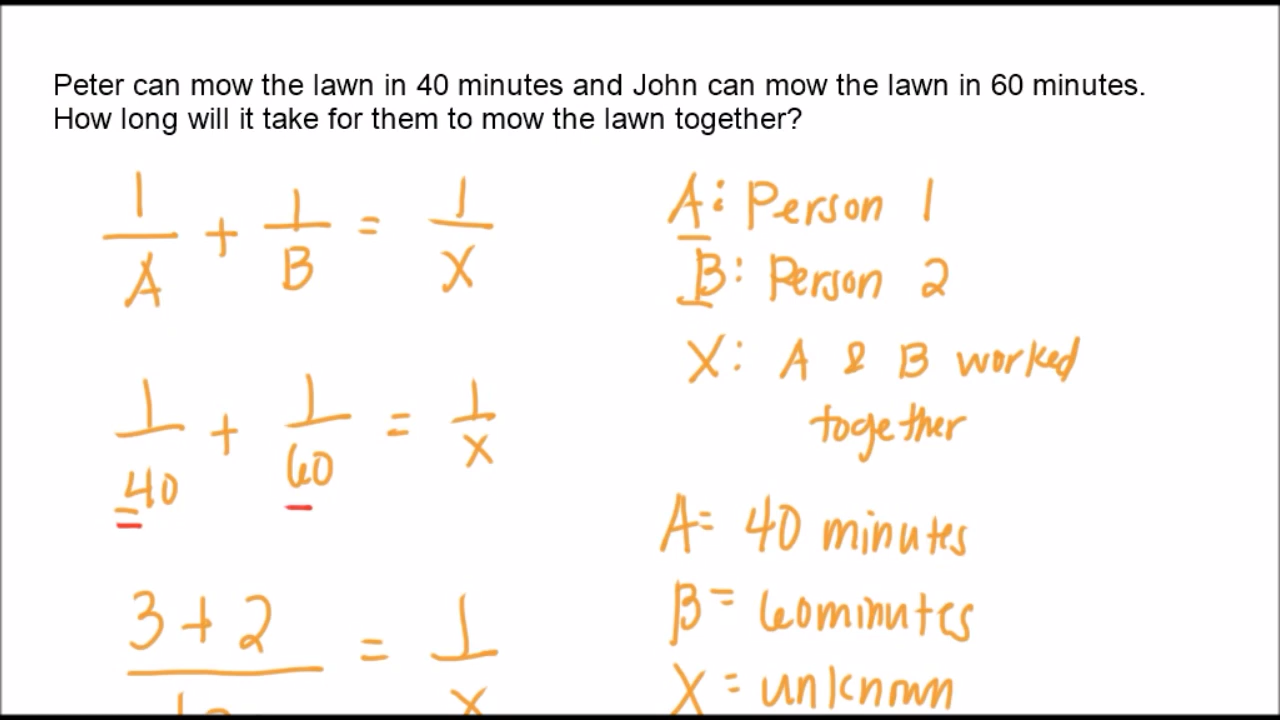 Peter can mow the lawn in 40 minutes and John can mow the lawn in 60 minutes.
How long will it take for them to mow the lawn together?
1/A + 1/B = 1/X
A: Person 1
B: Person 2
X: A & B worked
together
1/40 + 1/60 = 1/X
A= 40 minutes
B= 60minutes
X = unknown
3+2
= 1/x